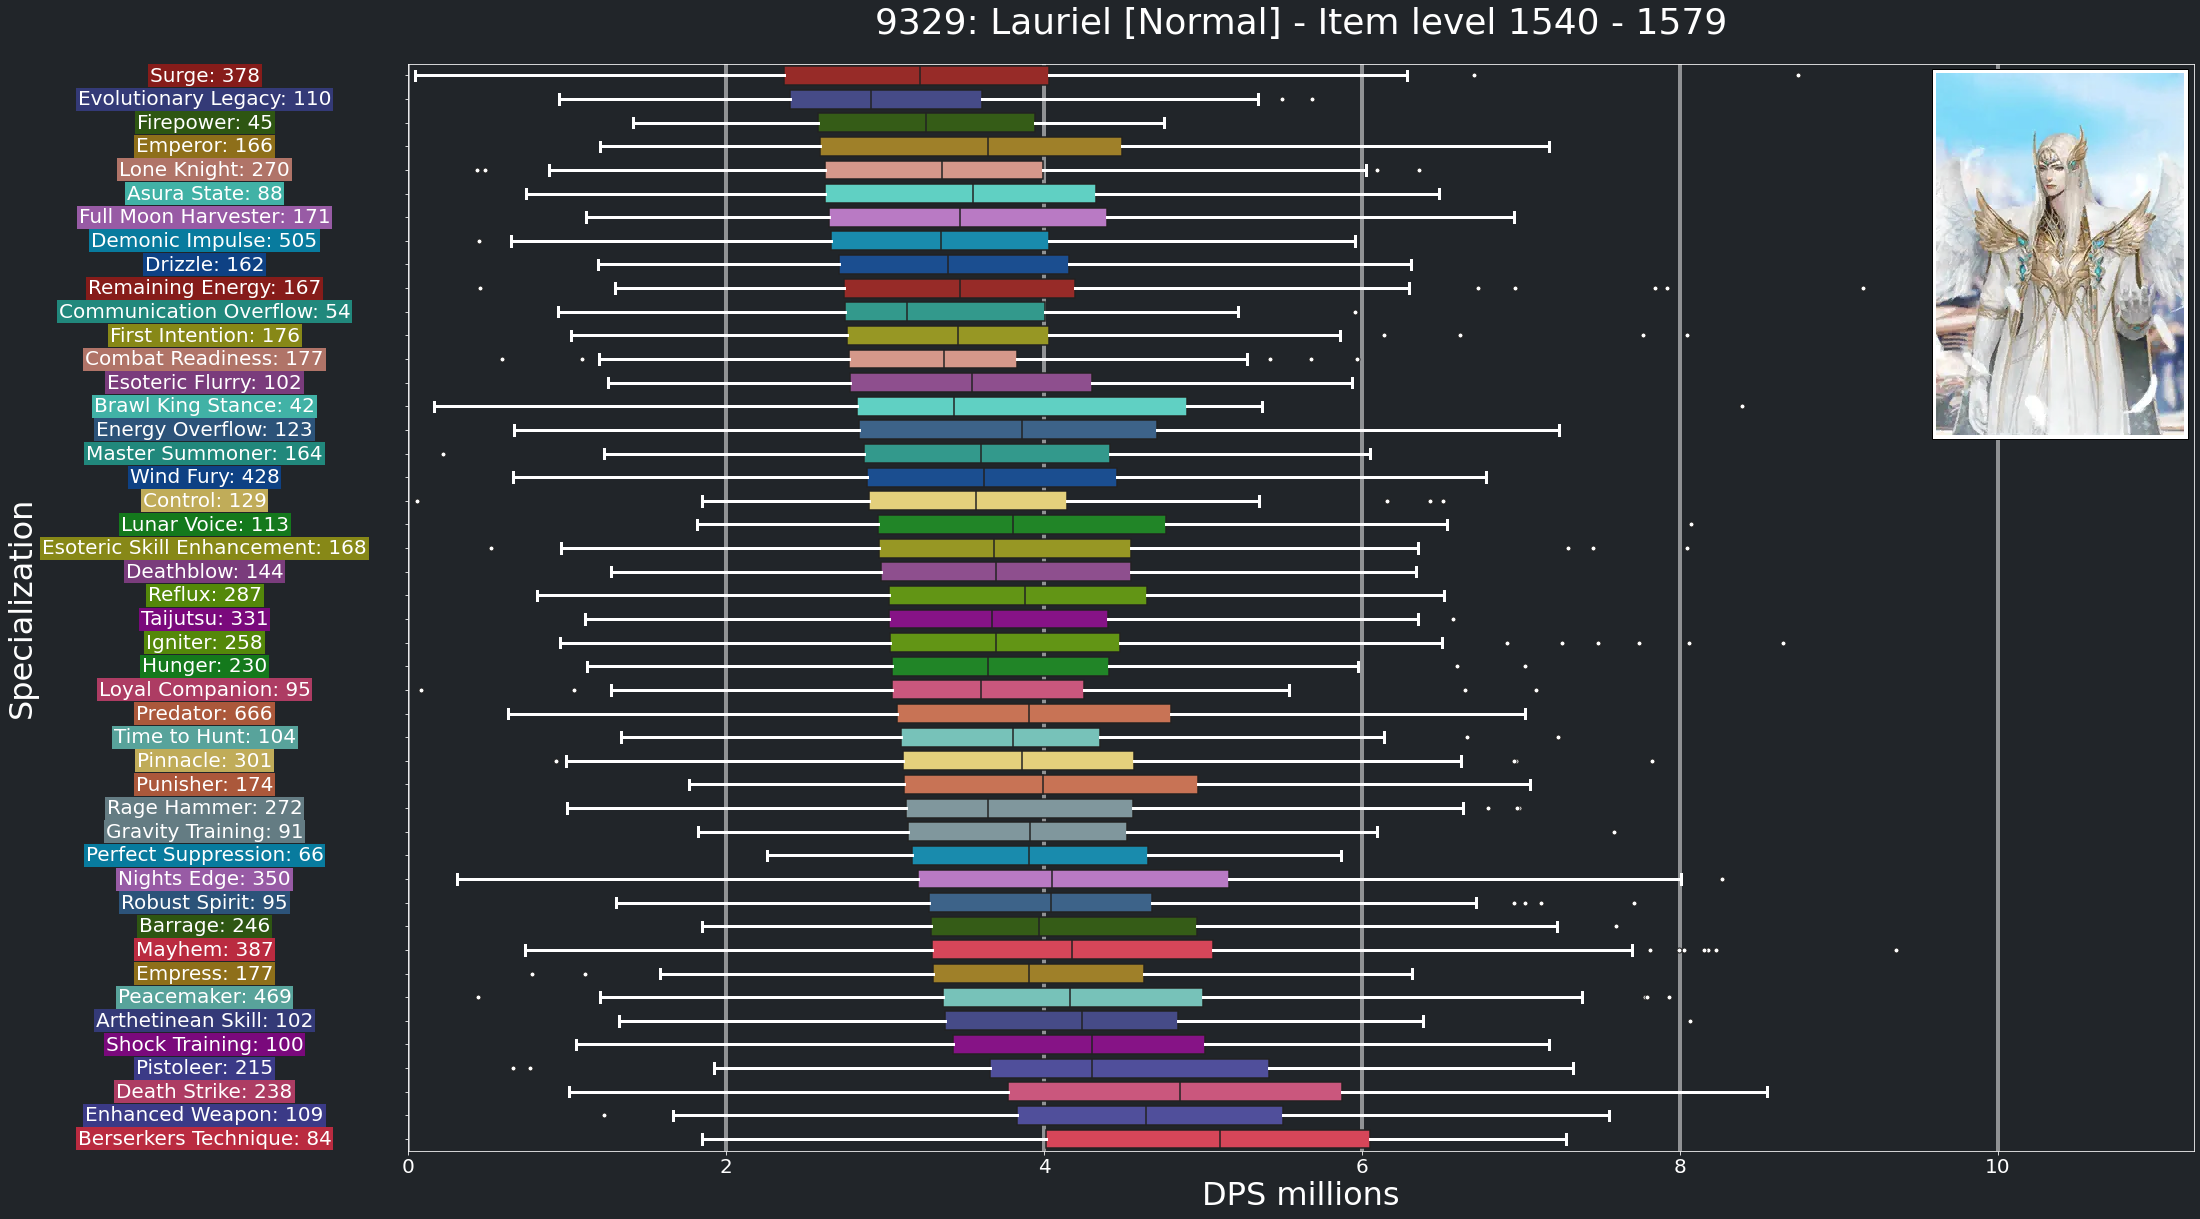 9329: Lauriel [Normal] - Item level 1540 - 1579
Surge: 378
Evolutionary Legacy: 110
Firepower: 45
Emperor: 166
Lone Knight: 270
Asura State: 88
Full Moon Harvester: 171
Demonic Impulse: 505
Drizzle: 162
Remaining Energy: 167
Communication Overflow: 54
First Intention: 176
Combat Readiness: 177
Esoteric Flurry: 102
Brawl King Stance: 42
Energy Overflow: 123
Master Summoner: 164
Wind Fury: 428
Control: 129
Lunar Voice: 113
Esoteric Skill Enhancement: 168
Deathblow: 144
Reflux: 287
Taijutsu: 331
Igniter: 258
Hunger: 230
Loyal Companion: 95
Predator: 666
Time to Hunt: 104
Pinnacle: 301
Punisher: 174
Rage Hammer: 272
Gravity Training: 91
Perfect Suppression: 66
Nights Edge: 350
Robust Spirit: 95
Barrage: 246
Mayhem: 387
Empress: 177
Peacemaker: 469
Arthetinean Skill: 102
Shock Training: 100
Pistoleer: 215
Death Strike: 238
Enhanced Weapon: 109
Berserkers Technique: 84
Specialization
0 2 4 6 8 10
DPS millions